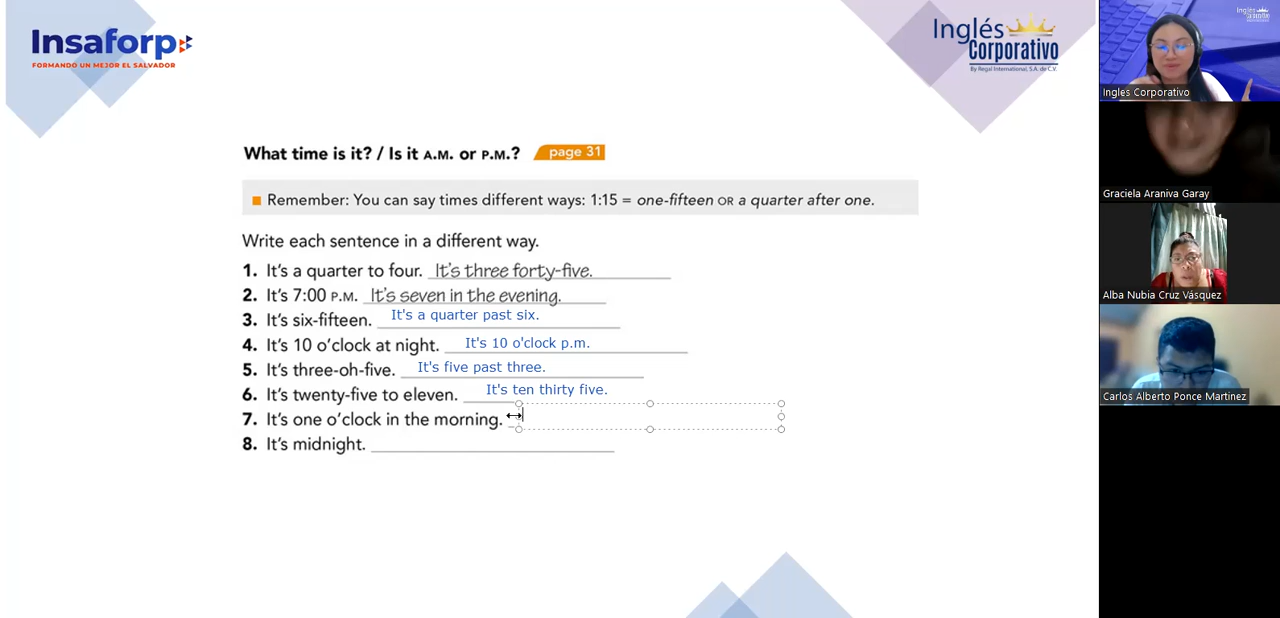 Insaforp
FORMANDO UN MEJOR EL SALVADOR
Inglés
Corporativo
By Regal International, S.A. de C.V.
What time is it? / Is it A.M. or P.M.? page 31
Remember: You can say times different ways: 1:15 = one-fifteen OR a quarter after one.
Write each sentence in a different way.
1. It's a quarter to four. It's three forty-five.
2. It's 7:00 P.M. It's seven in the evening.
3. It's six-fifteen. It's a quarter past six.
4. It's 10 o'clock at night. It's 10 o'clock p.m.
5. It's three-oh-five. It's five past three.
6. It's twenty-five to eleven. It's ten thirty five.
7. It's one o'clock in the morning.
8. It's midnight.
Inglés
Ingles Corporativo
Graciela Araniva Garay
Alba Nubia Cruz Vásquez
Carlos Alberto Ponce Martinez